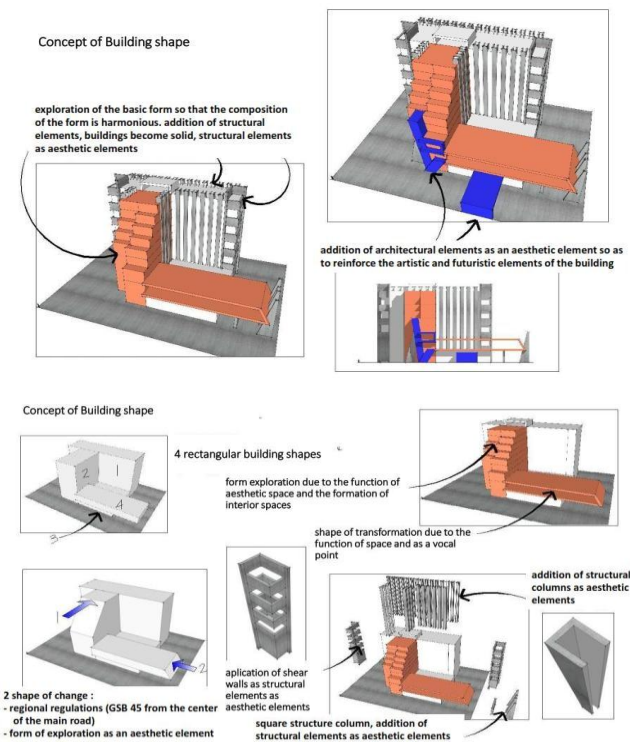 Concept of Building shape
exploration of the basic form so that the composition
of the form is harmonious. addition of structural
elements, buildings become solid, structural elements
as aesthetic elements
addition of architectural elements as an aesthetic element so as
to reinforce the artistic and futuristic elements of the building
Concept of Building shape
4 rectangular building shapes
1
2
4
3
form exploration due to the function of
aesthetic space and the formation of
interior spaces
shape of transformation due to the
function of space and as a vocal
point
1
2
2 shape of change :
- regional regulations (GSB 45 from the center
of the main road)
- form of exploration as an aesthetic element
aplication of shear
walls as structural
elements as
aesthetic elements
addition of structural
columns as aesthetic
elements
square structure column, addition of
structural elements as aesthetic elements